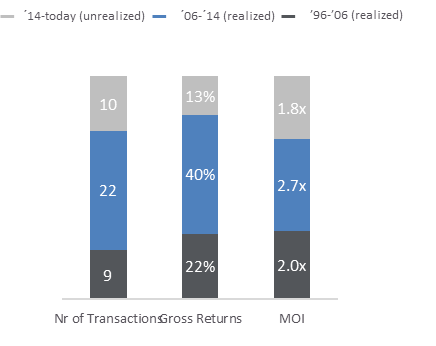 ´14-today (unrealized) ´06-´14 (realized) ’96-’06 (realized)
10 13% 1.8x
22 40% 2.7x
9 22% 2.0x
Nr of Transactions Gross Returns MOI